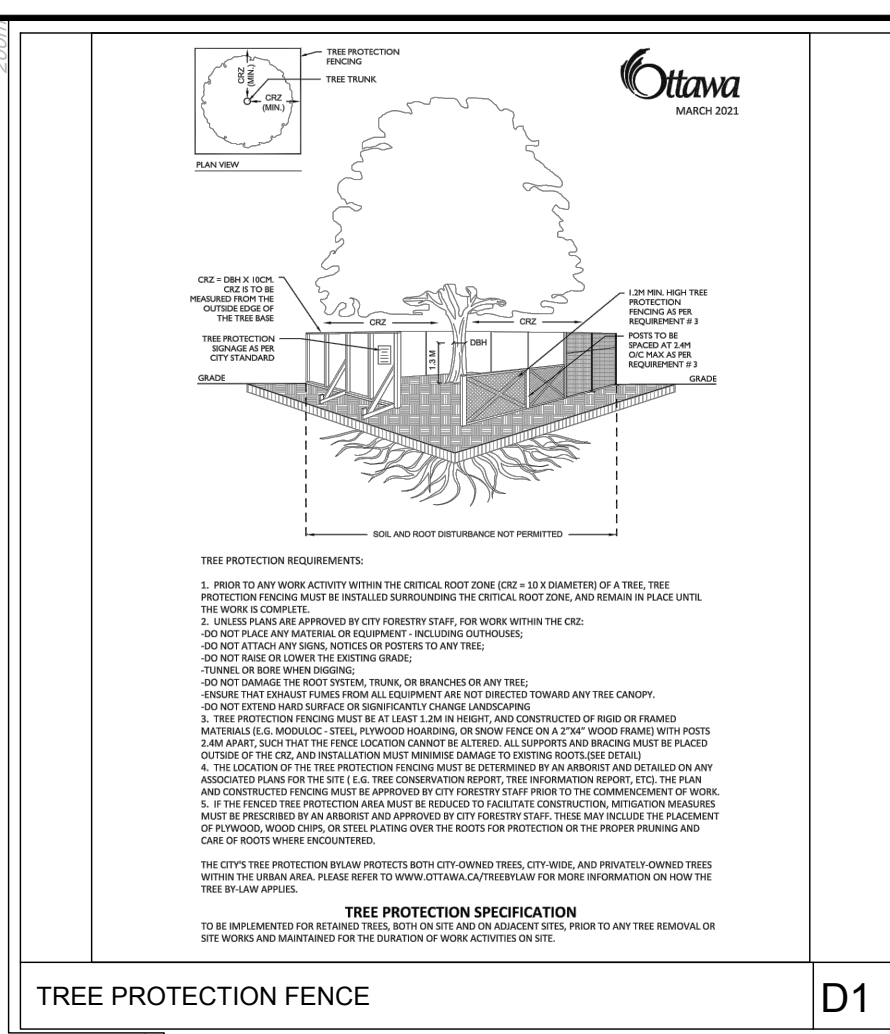 zoom
TREE PROTECTION
FENCING
TREE TRUNK
CRZ
(MIN.)
CRZ
(MIN.)
PLAN VIEW
Ottawa
MARCH 2021
CRZ = DBH X 10CM.
CRZ IS TO BE
MEASURED FROM THE
OUTSIDE EDGE OF
THE TREE BASE
TREE PROTECTION
SIGNAGE AS PER
CITY STANDARD
GRADE
CRZ
CRZ
DBH
1.3 M
1.2M MIN. HIGH TREE
PROTECTION
FENCING AS PER
REQUIREMENT # 3
POSTS TO BE
SPACED AT 2.4M
O/C MAX AS PER
REQUIREMENT # 3
GRADE
SOIL AND ROOT DISTURBANCE NOT PERMITTED
TREE PROTECTION REQUIREMENTS:
1. PRIOR TO ANY WORK ACTIVITY WITHIN THE CRITICAL ROOT ZONE (CRZ = 10 X DIAMETER) OF A TREE, TREE
PROTECTION FENCING MUST BE INSTALLED SURROUNDING THE CRITICAL ROOT ZONE, AND REMAIN IN PLACE UNTIL
THE WORK IS COMPLETE.
2. UNLESS PLANS ARE APPROVED BY CITY FORESTRY STAFF, FOR WORK WITHIN THE CRZ:
-DO NOT PLACE ANY MATERIAL OR EQUIPMENT - INCLUDING OUTHOUSES;
-DO NOT ATTACH ANY SIGNS, NOTICES OR POSTERS TO ANY TREE;
-DO NOT RAISE OR LOWER THE EXISTING GRADE;
-TUNNEL OR BORE WHEN DIGGING;
-DO NOT DAMAGE THE ROOT SYSTEM, TRUNK, OR BRANCHES OR ANY TREE;
-ENSURE THAT EXHAUST FUMES FROM ALL EQUIPMENT ARE NOT DIRECTED TOWARD ANY TREE CANOPY.
-DO NOT EXTEND HARD SURFACE OR SIGNIFICANTLY CHANGE LANDSCAPING
3. TREE PROTECTION FENCING MUST BE AT LEAST 1.2M IN HEIGHT, AND CONSTRUCTED OF RIGID OR FRAMED
MATERIALS (E.G. MODULOC - STEEL, PLYWOOD HOARDING, OR SNOW FENCE ON A 2"X4" WOOD FRAME) WITH POSTS
2.4M APART, SUCH THAT THE FENCE LOCATION CANNOT BE ALTERED. ALL SUPPORTS AND BRACING MUST BE PLACED
OUTSIDE OF THE CRZ, AND INSTALLATION MUST MINIMISE DAMAGE TO EXISTING ROOTS.(SEE DETAIL)
4. THE LOCATION OF THE TREE PROTECTION FENCING MUST BE DETERMINED BY AN ARBORIST AND DETAILED ON ANY
ASSOCIATED PLANS FOR THE SITE ( E.G. TREE CONSERVATION REPORT, TREE INFORMATION REPORT, ETC). THE PLAN
AND CONSTRUCTED FENCING MUST BE APPROVED BY CITY FORESTRY STAFF PRIOR TO THE COMMENCEMENT OF WORK.
5. IF THE FENCED TREE PROTECTION AREA MUST BE REDUCED TO FACILITATE CONSTRUCTION, MITIGATION MEASURES
MUST BE PRESCRIBED BY AN ARBORIST AND APPROVED BY CITY FORESTRY STAFF. THESE MAY INCLUDE THE PLACEMENT
OF PLYWOOD, WOOD CHIPS, OR STEEL PLATING OVER THE ROOTS FOR PROTECTION OR THE PROPER PRUNING AND
CARE OF ROOTS WHERE ENCOUNTERED.
THE CITY'S TREE PROTECTION BYLAW PROTECTS BOTH CITY-OWNED TREES, CITY-WIDE, AND PRIVATELY-OWNED TREES
WITHIN THE URBAN AREA. PLEASE REFER TO WWW.OTTAWA.CA/TREEBYLAW FOR MORE INFORMATION ON HOW THE
TREE BY-LAW APPLIES.
TREE PROTECTION SPECIFICATION
TO BE IMPLEMENTED FOR RETAINED TREES, BOTH ON SITE AND ON ADJACENT SITES, PRIOR TO ANY TREE REMOVAL OR
SITE WORKS AND MAINTAINED FOR THE DURATION OF WORK ACTIVITIES ON SITE.
TREE PROTECTION FENCE
D1